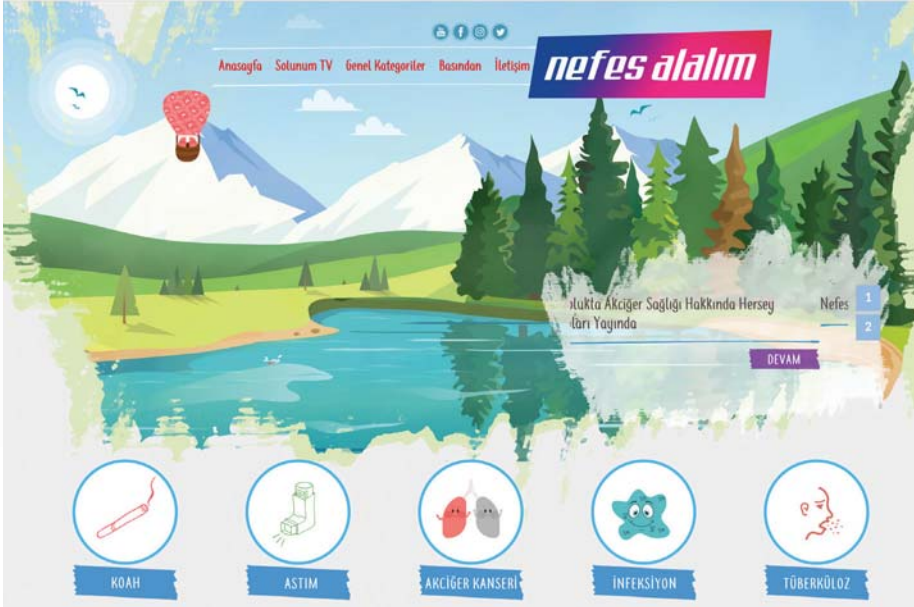 Anasayfa Solunum TV Genel Kategoriler Basından İletişim
nefes alalım
Akciğer Sağlığı Hakkında Hersey
Yayında
Nefes
1
2
DEVAM
KOAH
ASTIM
AKCİĞER KANSERİ
İNFEKSİYON
TÜBERKÜLOZ